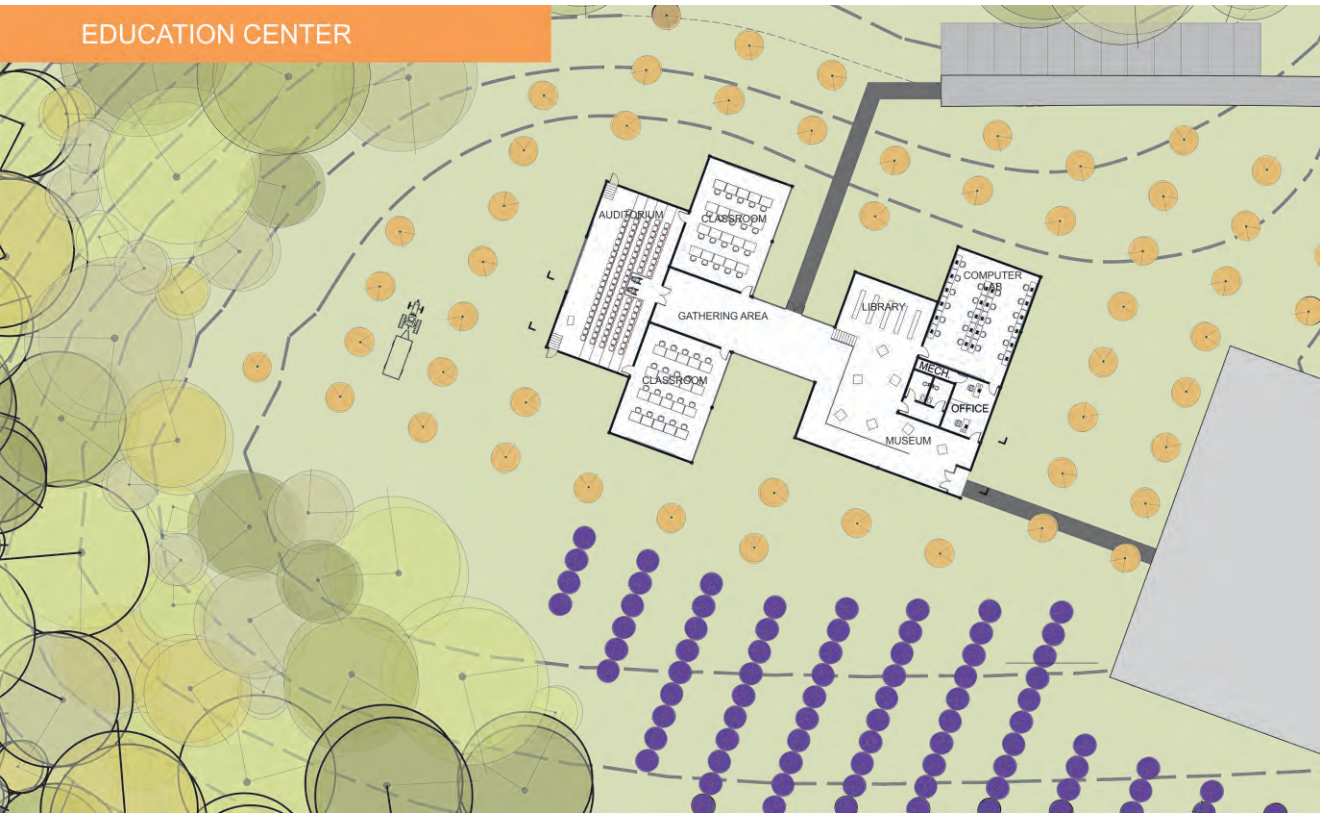 EDUCATION CENTER
AUDITORIUM
CLASSROOM
GATHERING AREA
CLASSROOM
LIBRARY
COMPUTER
LAB
MECH.
OFFICE
MUSEUM